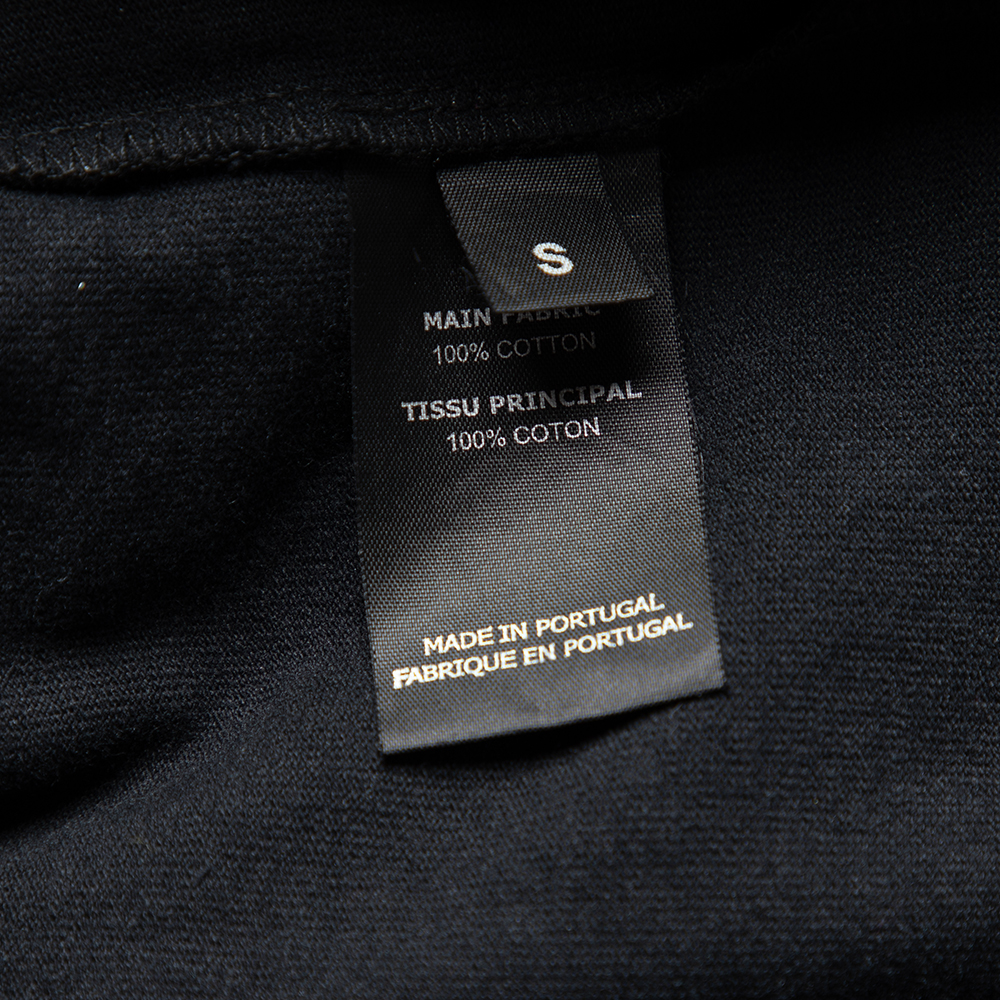 S
MAIN FABRIC
100% COTTON
TISSU PRINCIPAL
100% COTON
MADE IN PORTUGAL
FABRIQUE EN PORTUGAL